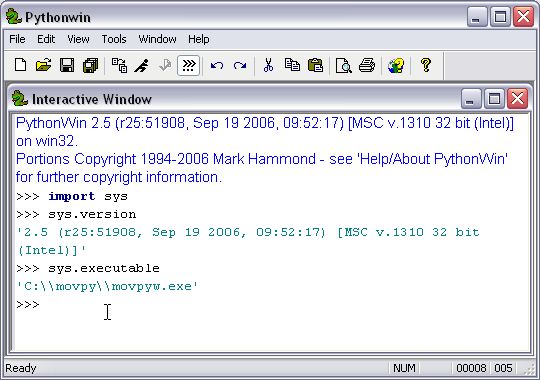 Pythonwin
File Edit View Tools Window Help
Interactive Window
PythonWin 2.5 (r25:51908, Sep 19 2006, 09:52:17) [MSC v.1310 32 bit (Intel)]
on win32.
Portions Copyright 1994-2006 Mark Hammond - see 'Help/About PythonWin'
for further copyright information.
>>> import sys
>>> sys.version
'2.5 (r25:51908, Sep 19 2006, 09:52:17) [MSC v.1310 32 bit
(Intel)]'
>>> sys.executable
'C:\\movpy\\movpyw.exe'
>>>
Ready NUM 00008 005